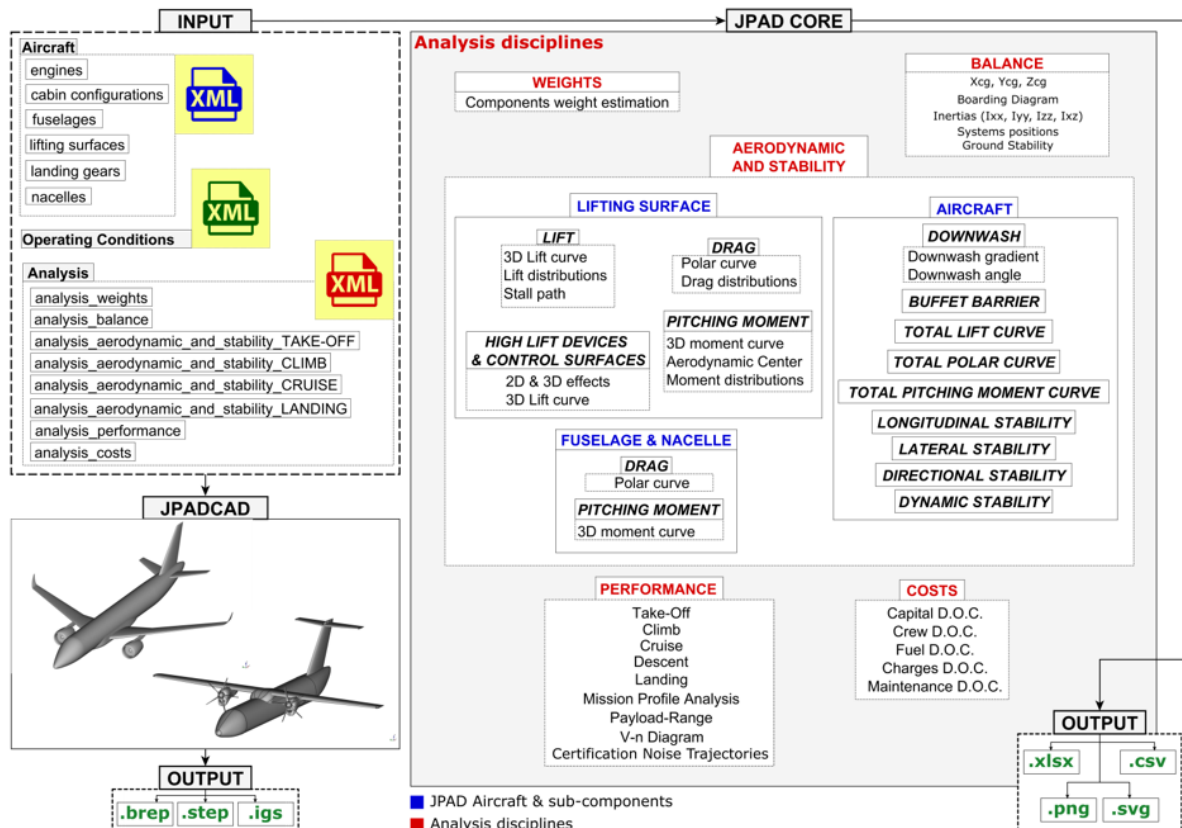 INPUT
JPAD CORE
Aircraft
engines
cabin configurations
fuselages
lifting surfaces
landing gears
nacelles
XML
XML
Operating Conditions
XML
Analysis
analysis_weights
analysis_balance
analysis_aerodynamic_and_stability_TAKE-OFF
analysis_aerodynamic_and_stability_CLIMB
analysis_aerodynamic_and_stability_CRUISE
analysis_aerodynamic_and_stability_LANDING
analysis_performance
analysis_costs
JPADCAD
OUTPUT
.brep
.step
.igs
Analysis disciplines
WEIGHTS
Components weight estimation
BALANCE
Xcg, Ycg, Zcg
Boarding Diagram
Inertias (Ixx, Iyy, Izz, Ixz)
Systems positions
Ground Stability
AERODYNAMIC
AND STABILITY
LIFTING SURFACE
LIFT
3D Lift curve
Lift distributions
Stall path
DRAG
Polar curve
Drag distributions
HIGH LIFT DEVICES
& CONTROL SURFACES
2D & 3D effects
3D Lift curve
PITCHING MOMENT
3D moment curve
Aerodynamic Center
Moment distributions
FUSELAGE & NACELLE
DRAG
Polar curve
PITCHING MOMENT
3D moment curve
AIRCRAFT
DOWNWASH
Downwash gradient
Downwash angle
BUFFET BARRIER
TOTAL LIFT CURVE
TOTAL POLAR CURVE
TOTAL PITCHING MOMENT CURVE
LONGITUDINAL STABILITY
LATERAL STABILITY
DIRECTIONAL STABILITY
DYNAMIC STABILITY
PERFORMANCE
Take-Off
Climb
Cruise
Descent
Landing
Mission Profile Analysis
Payload-Range
V-n Diagram
Certification Noise Trajectories
COSTS
Capital D.O.C.
Crew D.O.C.
Fuel D.O.C.
Charges D.O.C.
Maintenance D.O.C.
OUTPUT
.xlsx
.csv
.png
.svg
JPAD Aircraft & sub-components
Analysis disciplines